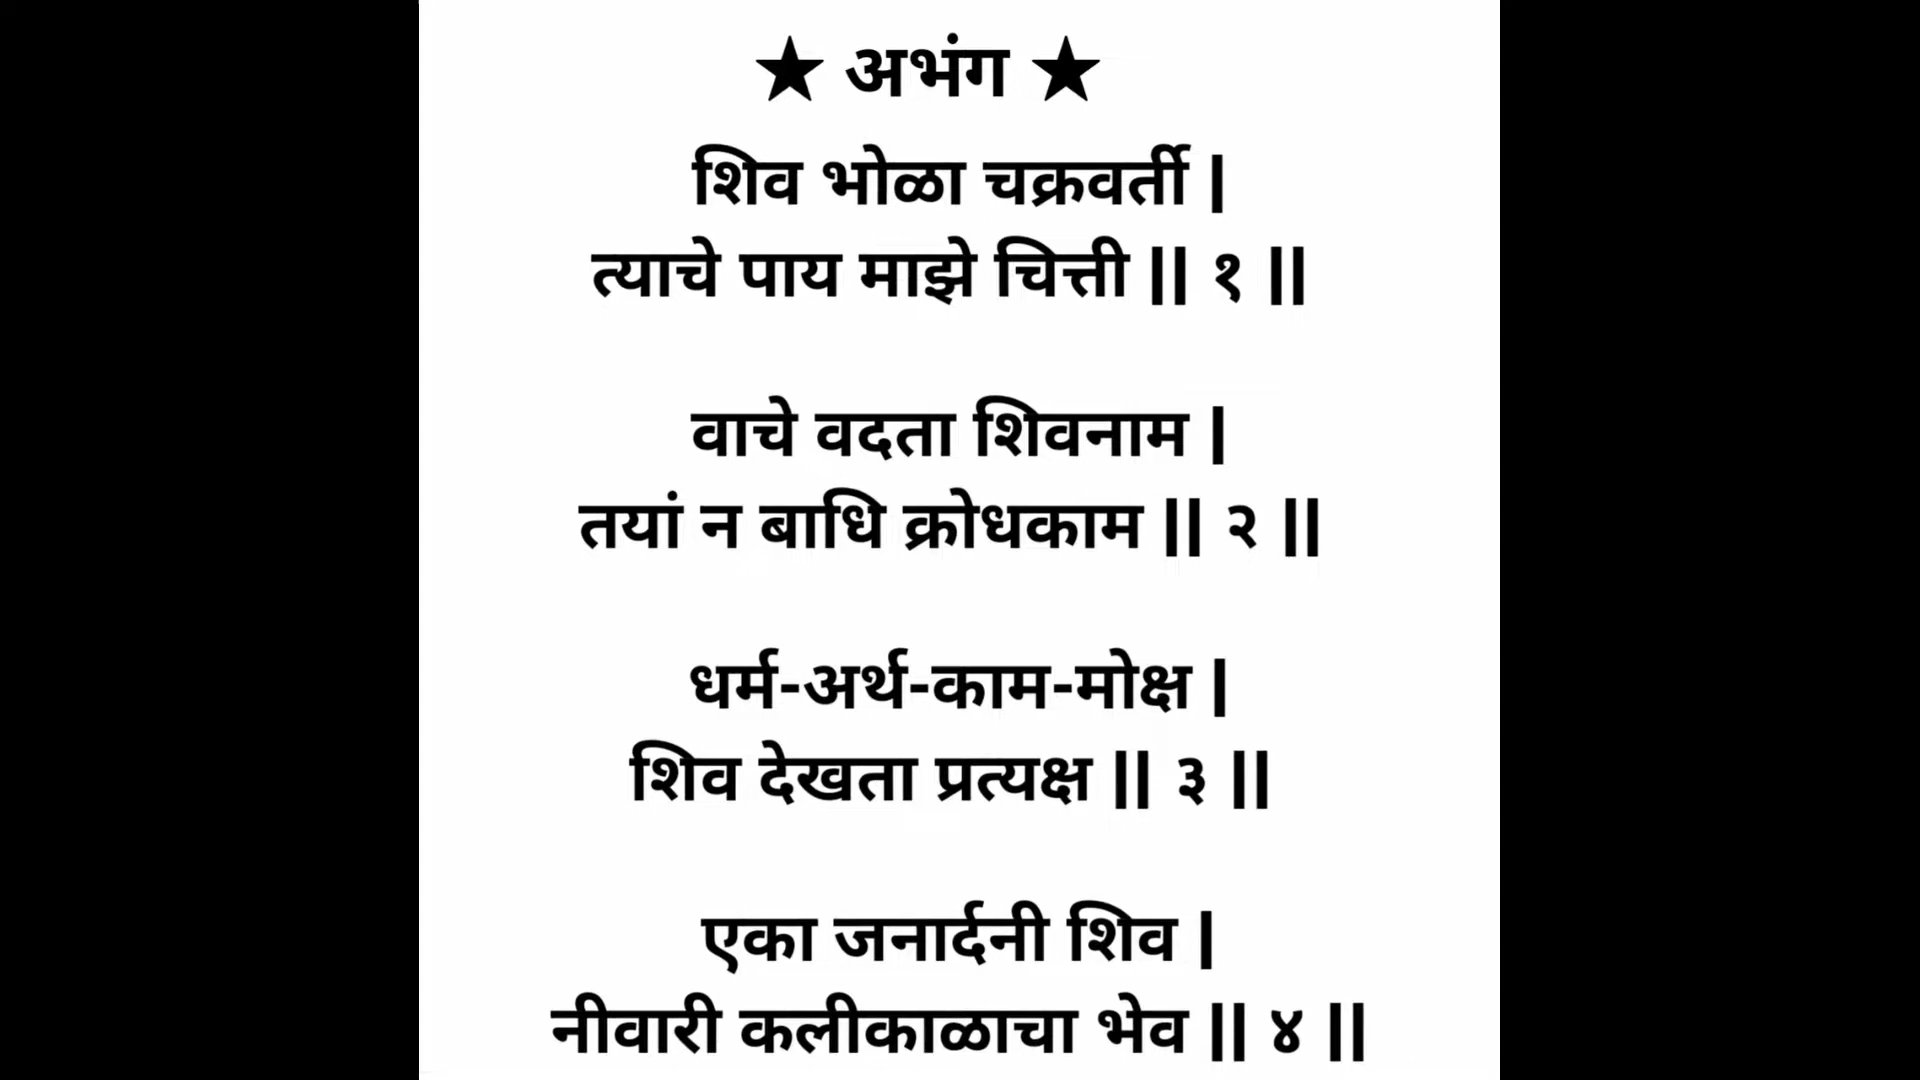 ★ अभंग ★
शिव भोळा चक्रवर्ती |
त्याचे पाय माझे चित्ती || १ ||
वाचे वदता शिवनाम |
तयां न बाधि क्रोधकाम || २ ||
धर्म-अर्थ-काम-मोक्ष |
शिव देखता प्रत्यक्ष || ३ ||
एका जनार्दनी शिव |
नीवारी कलीकाळाचा भेव || ४ ||